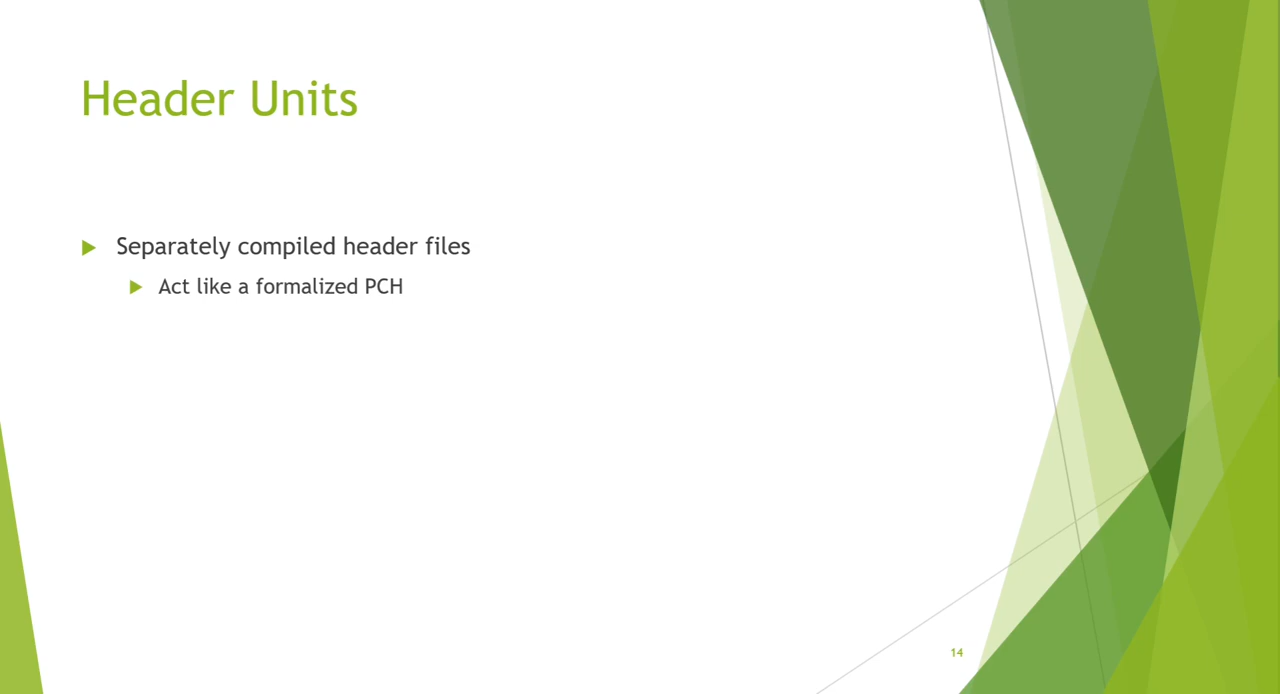 Header Units
Separately compiled header files
Act like a formalized PCH
14